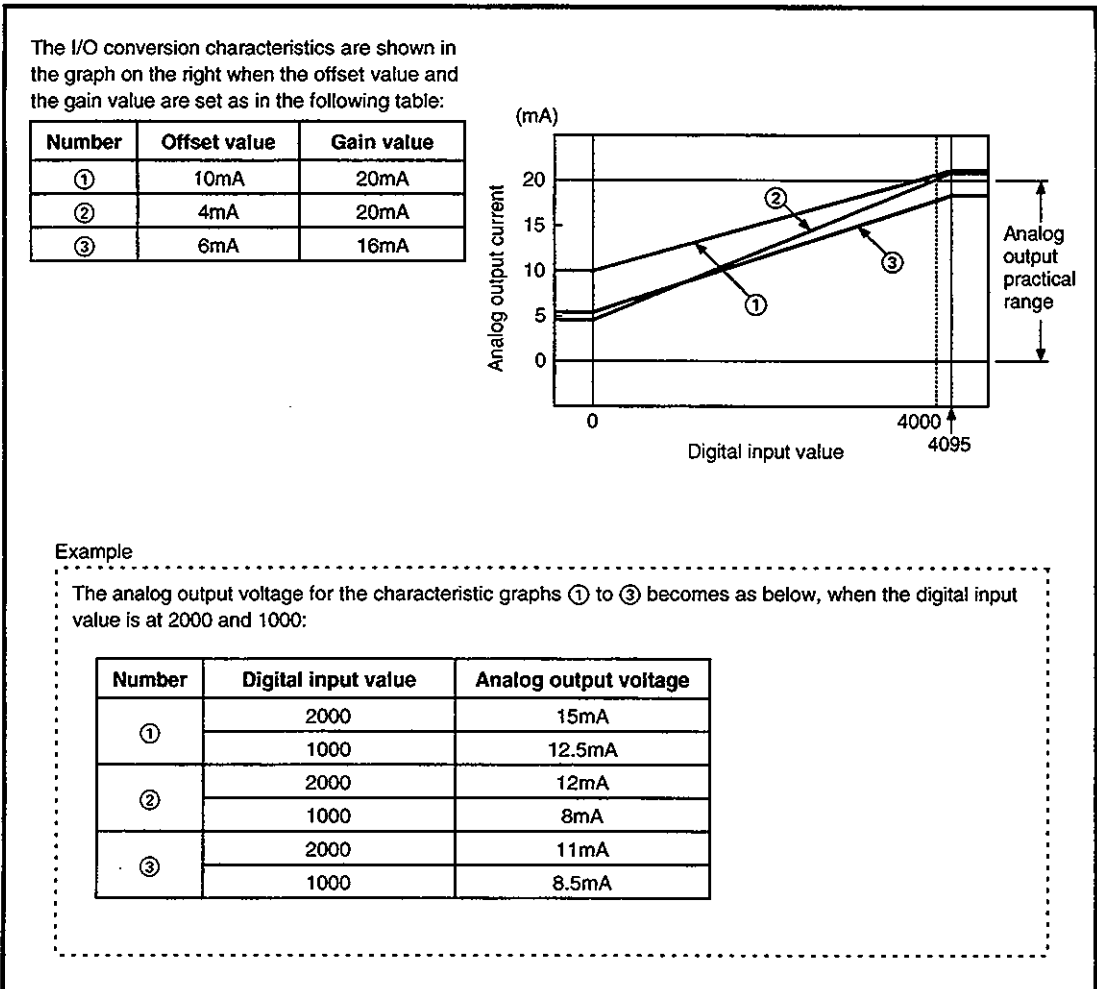 The I/O conversion characteristics are shown in
the graph on the right when the offset value and
the gain value are set as in the following table:
Number Offset value Gain value
① 10mA 20mA
② 4mA 20mA
③ 6mA 16mA
(mA)
Analog output current
20
15
10
5
0
①
②
③
0
4000
4095
Digital input value
Analog
output
practical
range
Example
The analog output voltage for the characteristic graphs ① to ③ becomes as below, when the digital input
value is at 2000 and 1000:
Number Digital input value Analog output voltage
① 2000 15mA
1000 12.5mA
② 2000 12mA
1000 8mA
③ 2000 11mA
1000 8.5mA